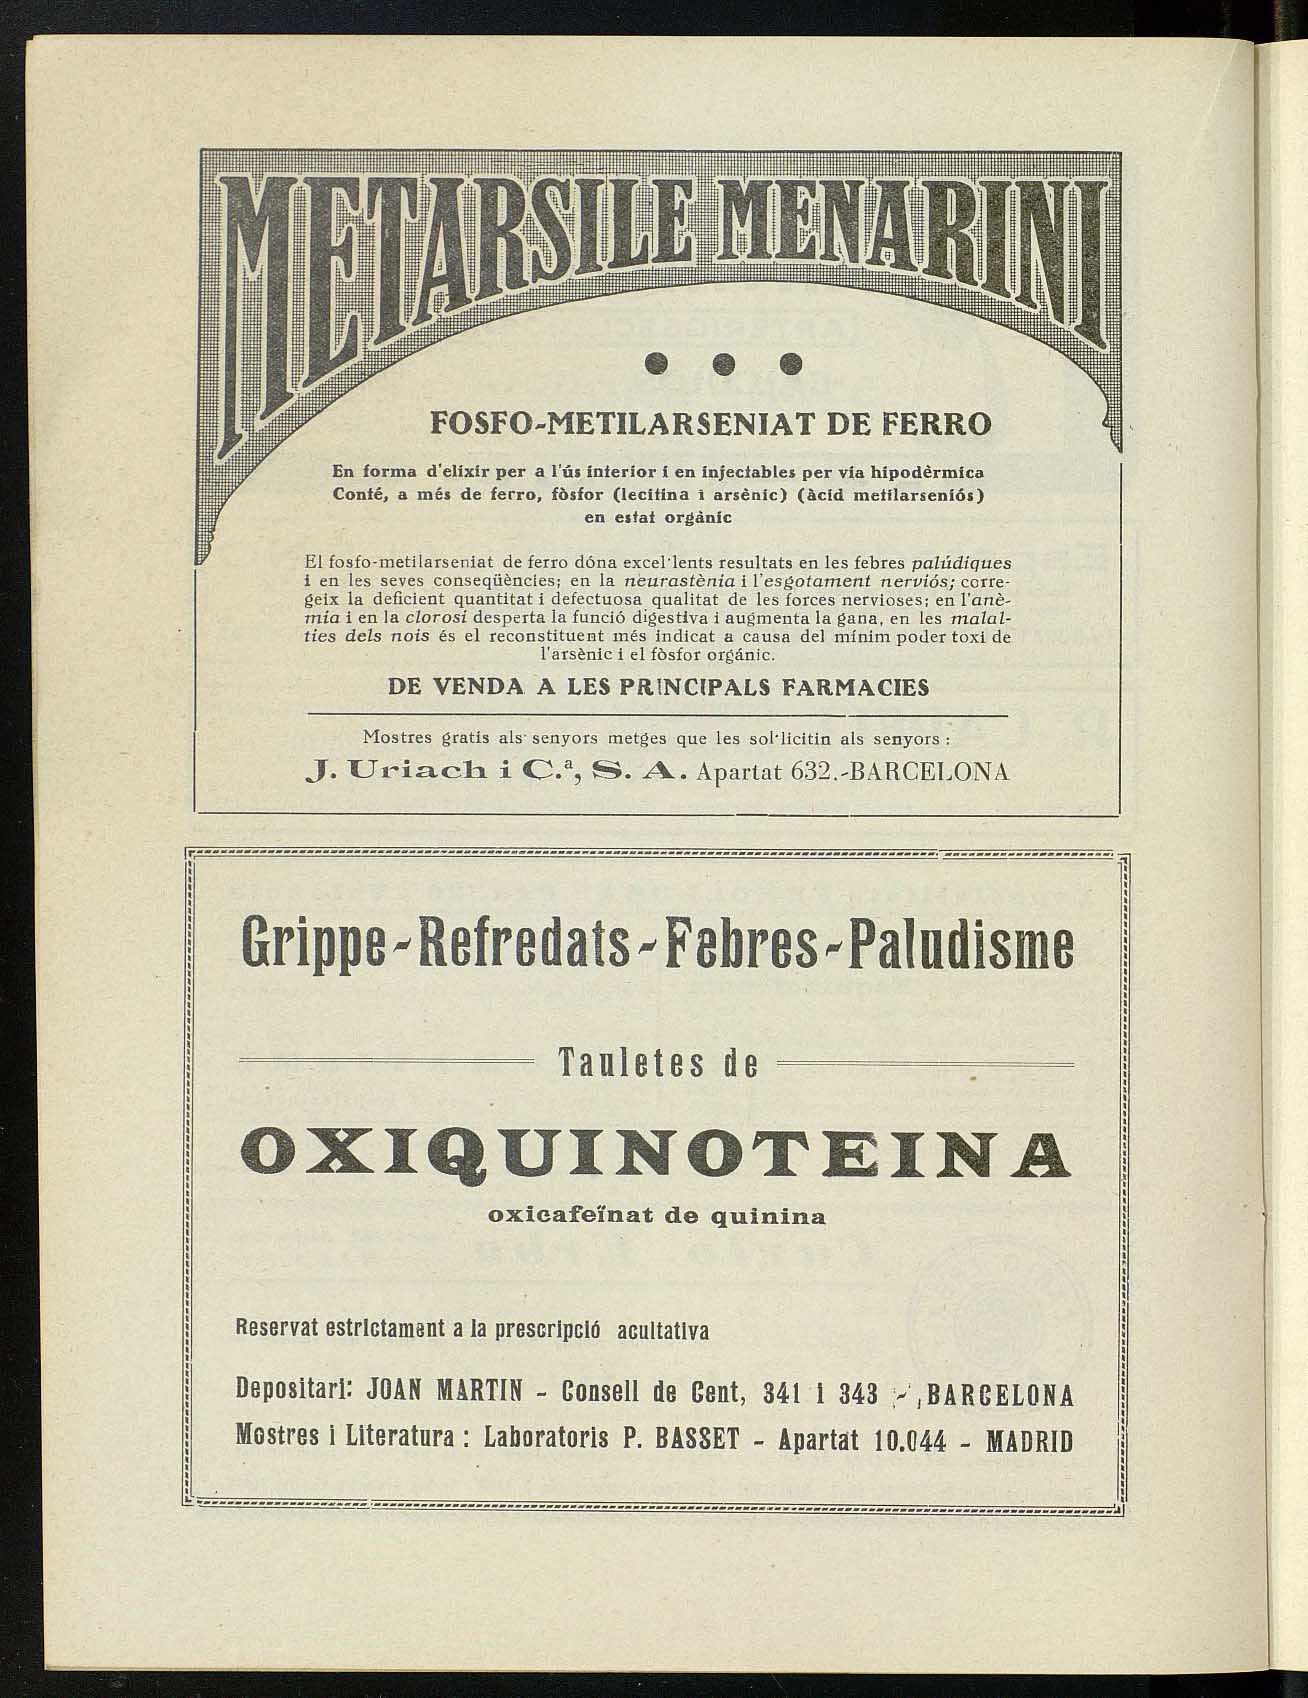 METARSILE MENARINI
FOSFO-METILARSENIAT DE FERRO
En forma d'elixir per a l'ús interior i en injectables per via hipodèrmica
Conté, a més de ferro, fòsfor (lecitina i arsènic) (àcid metilarseniós)
en estat orgànic
El fosfo-metilarseniat de ferro dóna excel·lents resultats en les febres palúdiques
i en les seves conseqüències; en la neurastènia i l'esgotament nerviós; corre-
geix la deficient quantitat i defectuosa qualitat de les forces nervioses; en l'anè-
mia i en la clorosi desperta la funció digestiva i augmenta la gana, en les malal-
ties dels nois és el reconstituent més indicat a causa del mínim poder toxi de
l'arsènic i el fòsfor orgánic.
DE VENDA A LES PRINCIPALS FARMACIES
Mostres gratis als senyors metges que les sol·licitin als senyors :
J. Uriach i C.ª, S. A. Apartat 632.-BARCELONA
Grippe-Refredats-Febres-Paludisme
Tauletes de
OXIQUINOTEINA
oxicafeïnat de quinina
Reservat estrictament a la prescripció acultativa
Depositari: JOAN MARTIN - Consell de Cent, 341 i 343 - BARCELONA
Mostres i Literatura : Laboratoris P. BASSET - Apartat 10.044 - MADRID